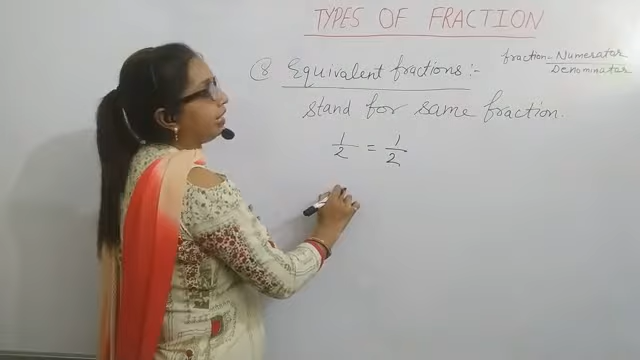 TYPES OF FRACTION
⑧ Equivalent fractions :-
fraction = Numerator / Denominator
stand for same fraction.
1/2 = 1/2